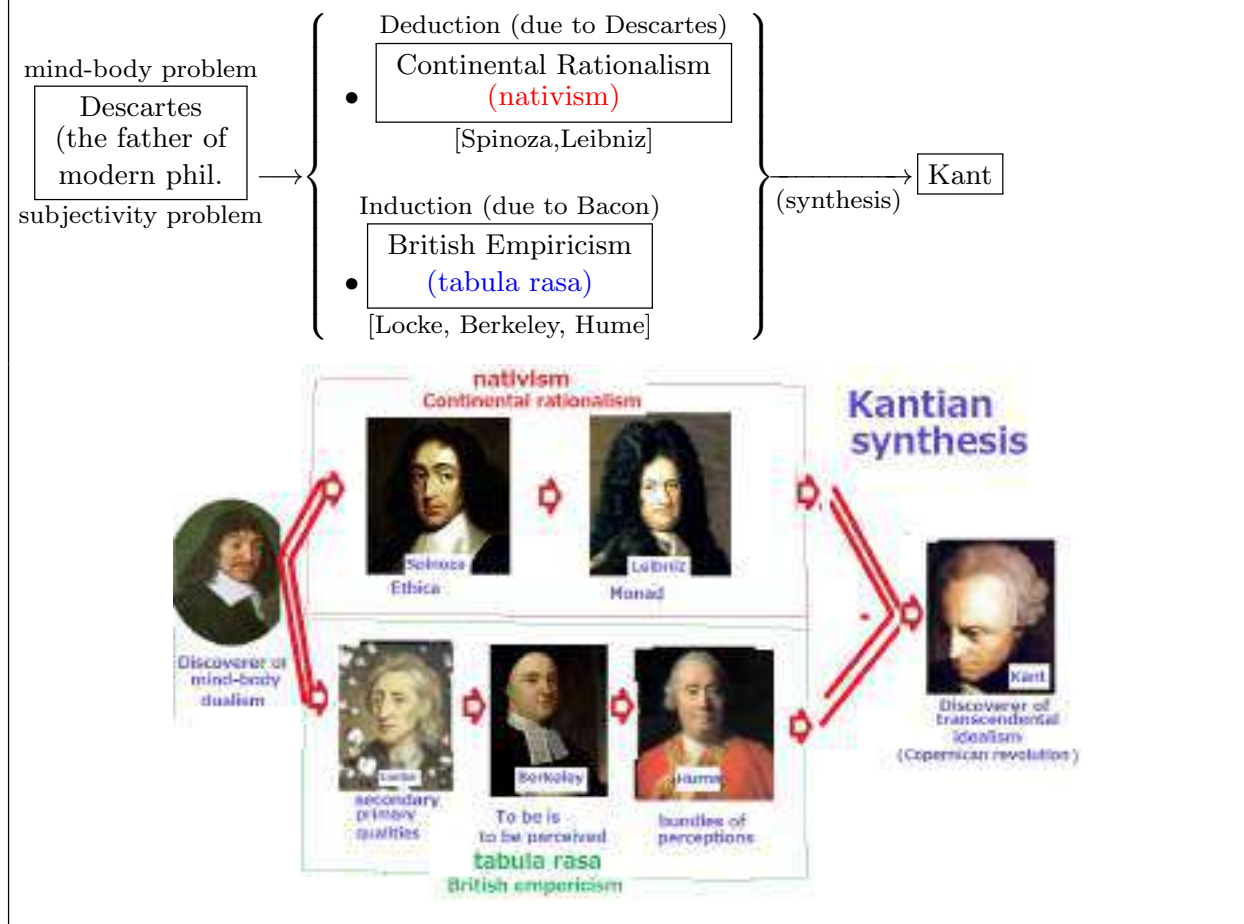 Deduction (due to Descartes)
mind-body problem
Continental Rationalism
(nativism)
Descartes
(the father of
modern phil.
[Spinoza,Leibniz]
Kant
(synthesis)
subjectivity problem
Induction (due to Bacon)
British Empiricism
(tabula rasa)
[Locke, Berkeley, Hume]
nativism
Continental rationalism
Kantian
synthesis
Spinoza
Leibniz
Ethica
Monad
Discoverer of
mind-body
dualism
Kant
Discoverer of
transcendental
idealism
(Copernican revolution)
Locke
Berkeley
Hume
secondary
primary
qualities
To be is
to be perceived
bundles of
perceptions
tabula rasa
British empericism